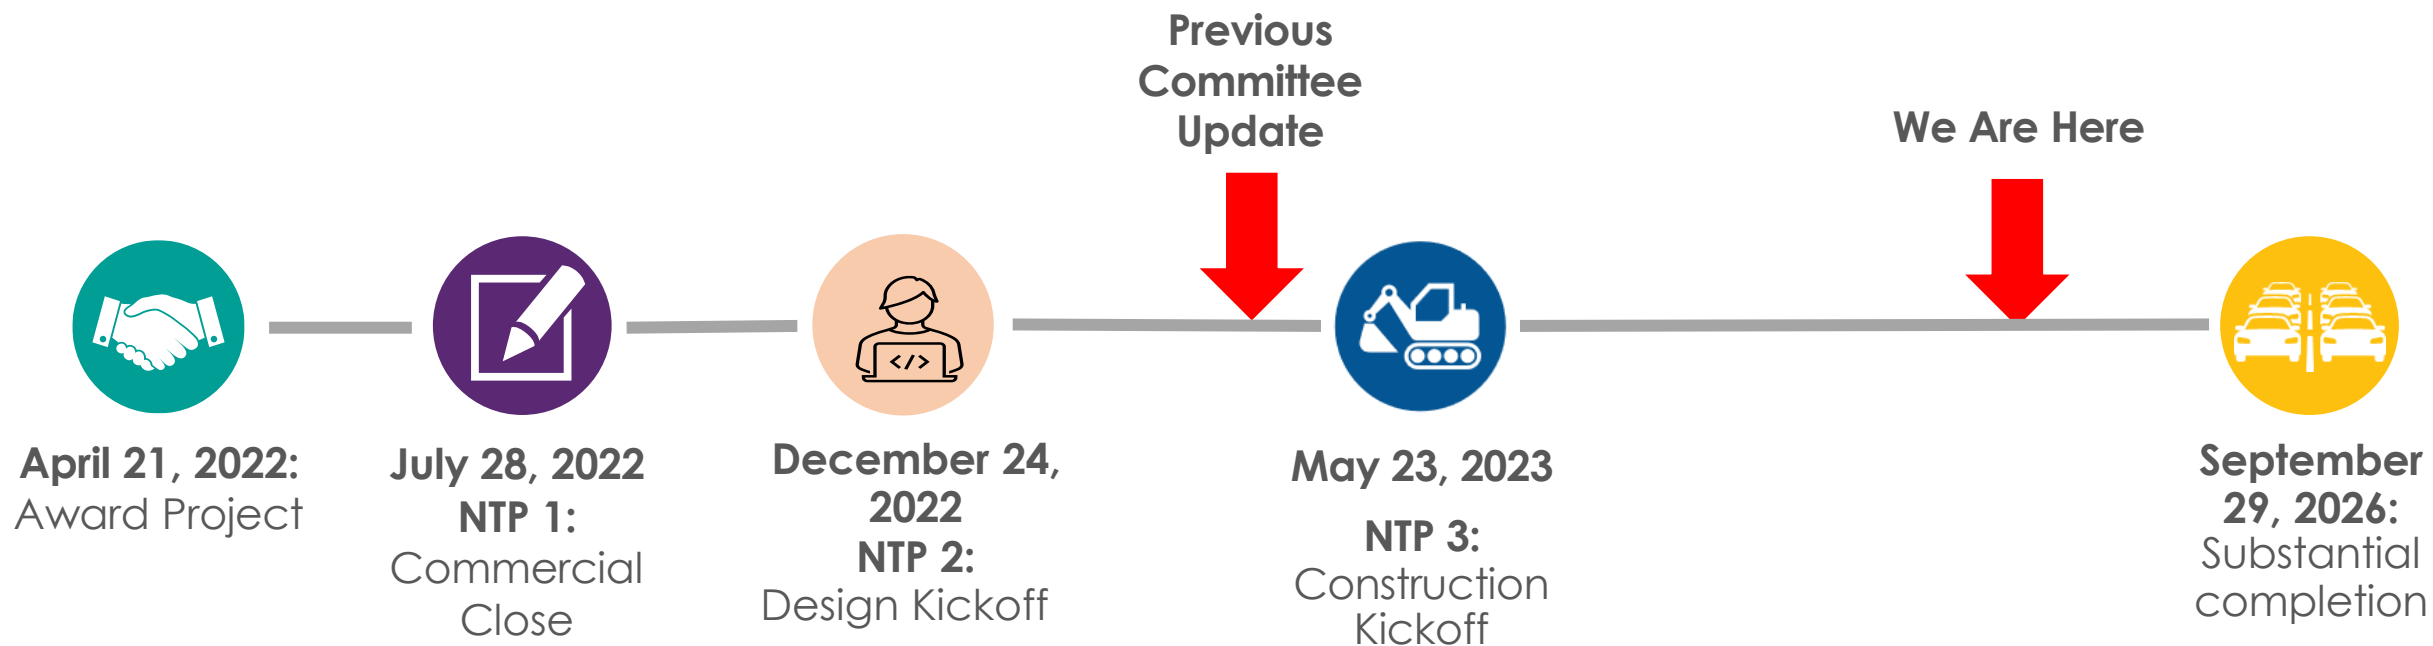 Previous
Committee
Update
We Are Here
</>
April 21, 2022:
Award Project
July 28, 2022
NTP 1:
Commercial
Close
December 24,
2022
NTP 2:
Design Kickoff
May 23, 2023
NTP 3:
Construction
Kickoff
September
29, 2026:
Substantial
completion